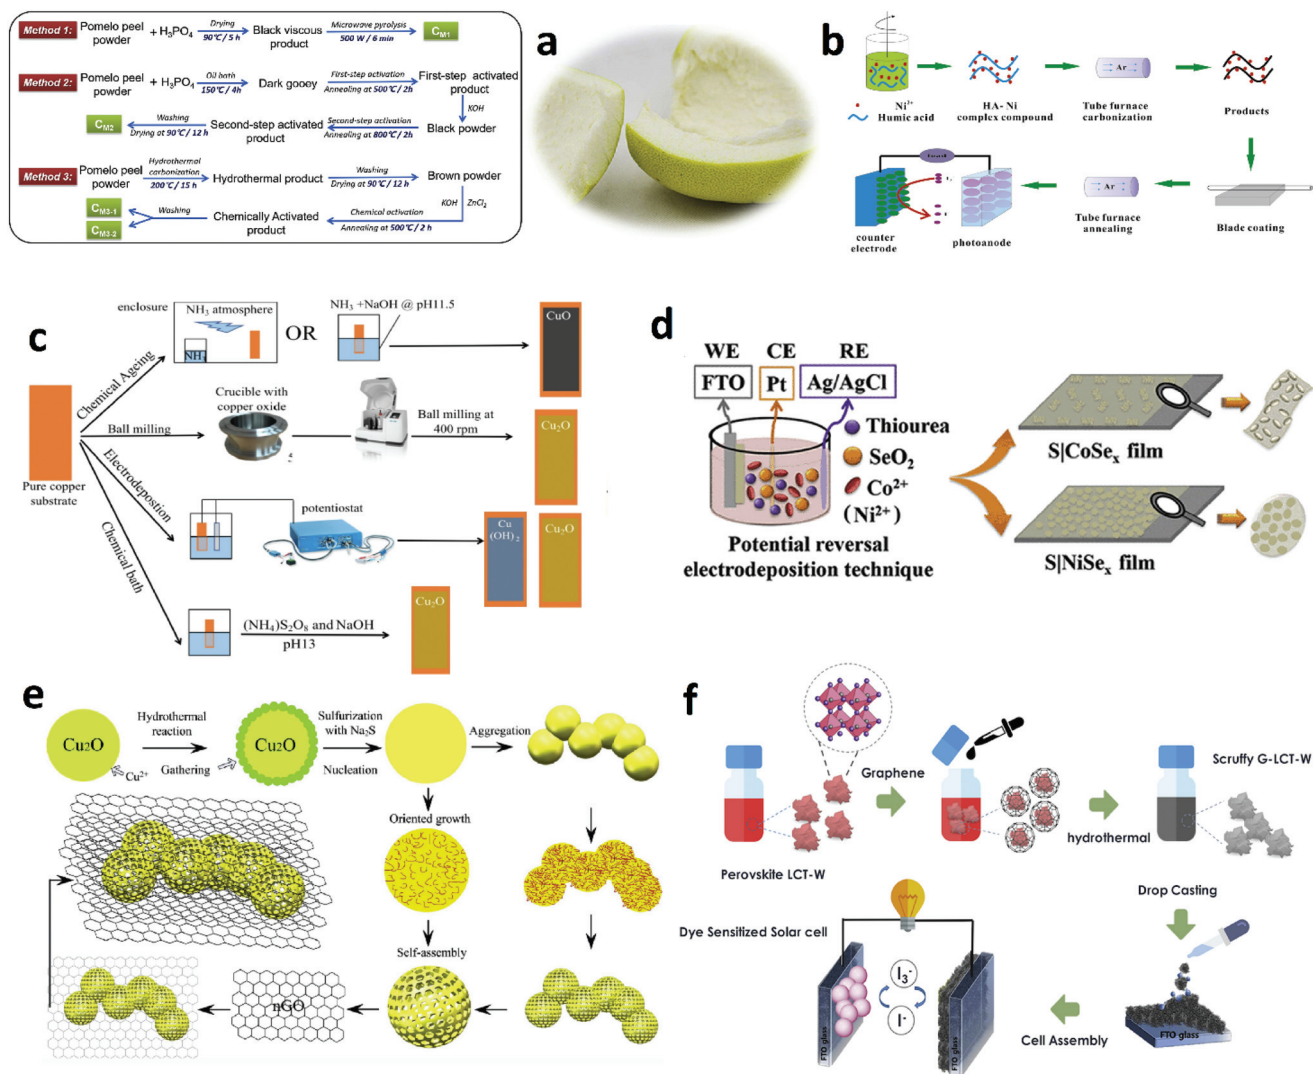 Method 1:
Pomelo peel
powder
+ H₃PO₄
Drying
90℃/ 5 h
Black viscous
product
Microwave pyrolysis
500 W / 6 min
C_M1
Method 2:
Pomelo peel
powder
+ H₃PO₄
Oil bath
150℃/ 4h
Dark gooey
First-step activation
Annealing at 500℃/ 2h
First-step activated
product
KOH
Black powder
Second-step activation
Annealing at 800℃/ 2h
Second-step activated
product
Washing
Drying at 90℃/ 12 h
C_M2
Method 3:
Pomelo peel
powder
Hydrothermal
carbonization
200℃/ 15 h
Hydrothermal product
Washing
Drying at 90℃/ 12 h
Brown powder
KOH
ZnCl₂
Chemical activation
Annealing at 500℃/ 2 h
Chemically Activated
product
Washing
C_M3-1
C_M3-2
a
b
Ni²⁺
Humic acid
HA- Ni
complex compound
Ar
Tube furnace
carbonization
Products
Blade coating
Ar
Tube furnace
annealing
photoanode
counter
electrode
c
Pure copper
substrate
Chemical Ageing
enclosure
NH₃ atmosphere
NH₃
OR
NH₃ +NaOH @ pH11.5
CuO
Ball milling
Crucible with
copper oxide
Ball milling at
400 rpm
Cu₂O
Electrodepostion
potentiostat
Cu
(OH)₂
Cu₂O
Chemical bath
(NH₄)S₂O₈ and NaOH
pH13
Cu₂O
d
WE
CE
RE
FTO
Pt
Ag/AgCl
Thiourea
SeO₂
Co²⁺
(Ni²⁺)
Potential reversal
electrodeposition technique
S|CoSeₓ film
S|NiSeₓ film
e
Cu₂O
Cu²⁺
Hydrothermal
reaction
Gathering
Cu₂O
Sulfurization
with Na₂S
Nucleation
Aggregation
Oriented growth
Self-assembly
nGO
f
Perovskite LCT-W
Graphene
hydrothermal
Scruffy G-LCT-W
Drop Casting
FTO glass
Cell Assembly
Dye Sensitized Solar cell
I₃⁻
I⁻
FTO glass
FTO glass